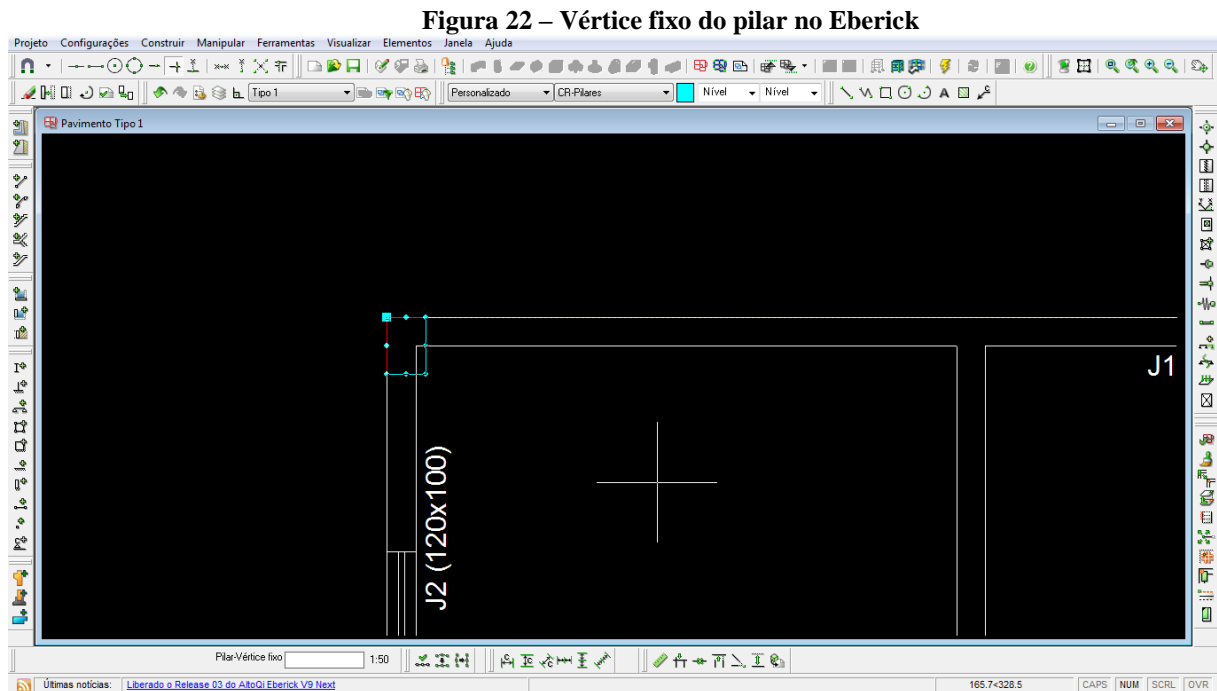 Figura 22 – Vértice fixo do pilar no Eberick
Projeto Configurações Construir Manipular Ferramentas Visualizar Elementos Janela Ajuda
Tipo 1 Personalizado CR-Pilares Nível Nível
Pavimento Tipo 1
J1
J2 (120x100)
Pilar-Vértice fixo 1:50
Últimas notícias: Liberado o Release 03 do AltoQi Eberick V9 Next 165.7<328.5 CAPS NUM SCRL OVR